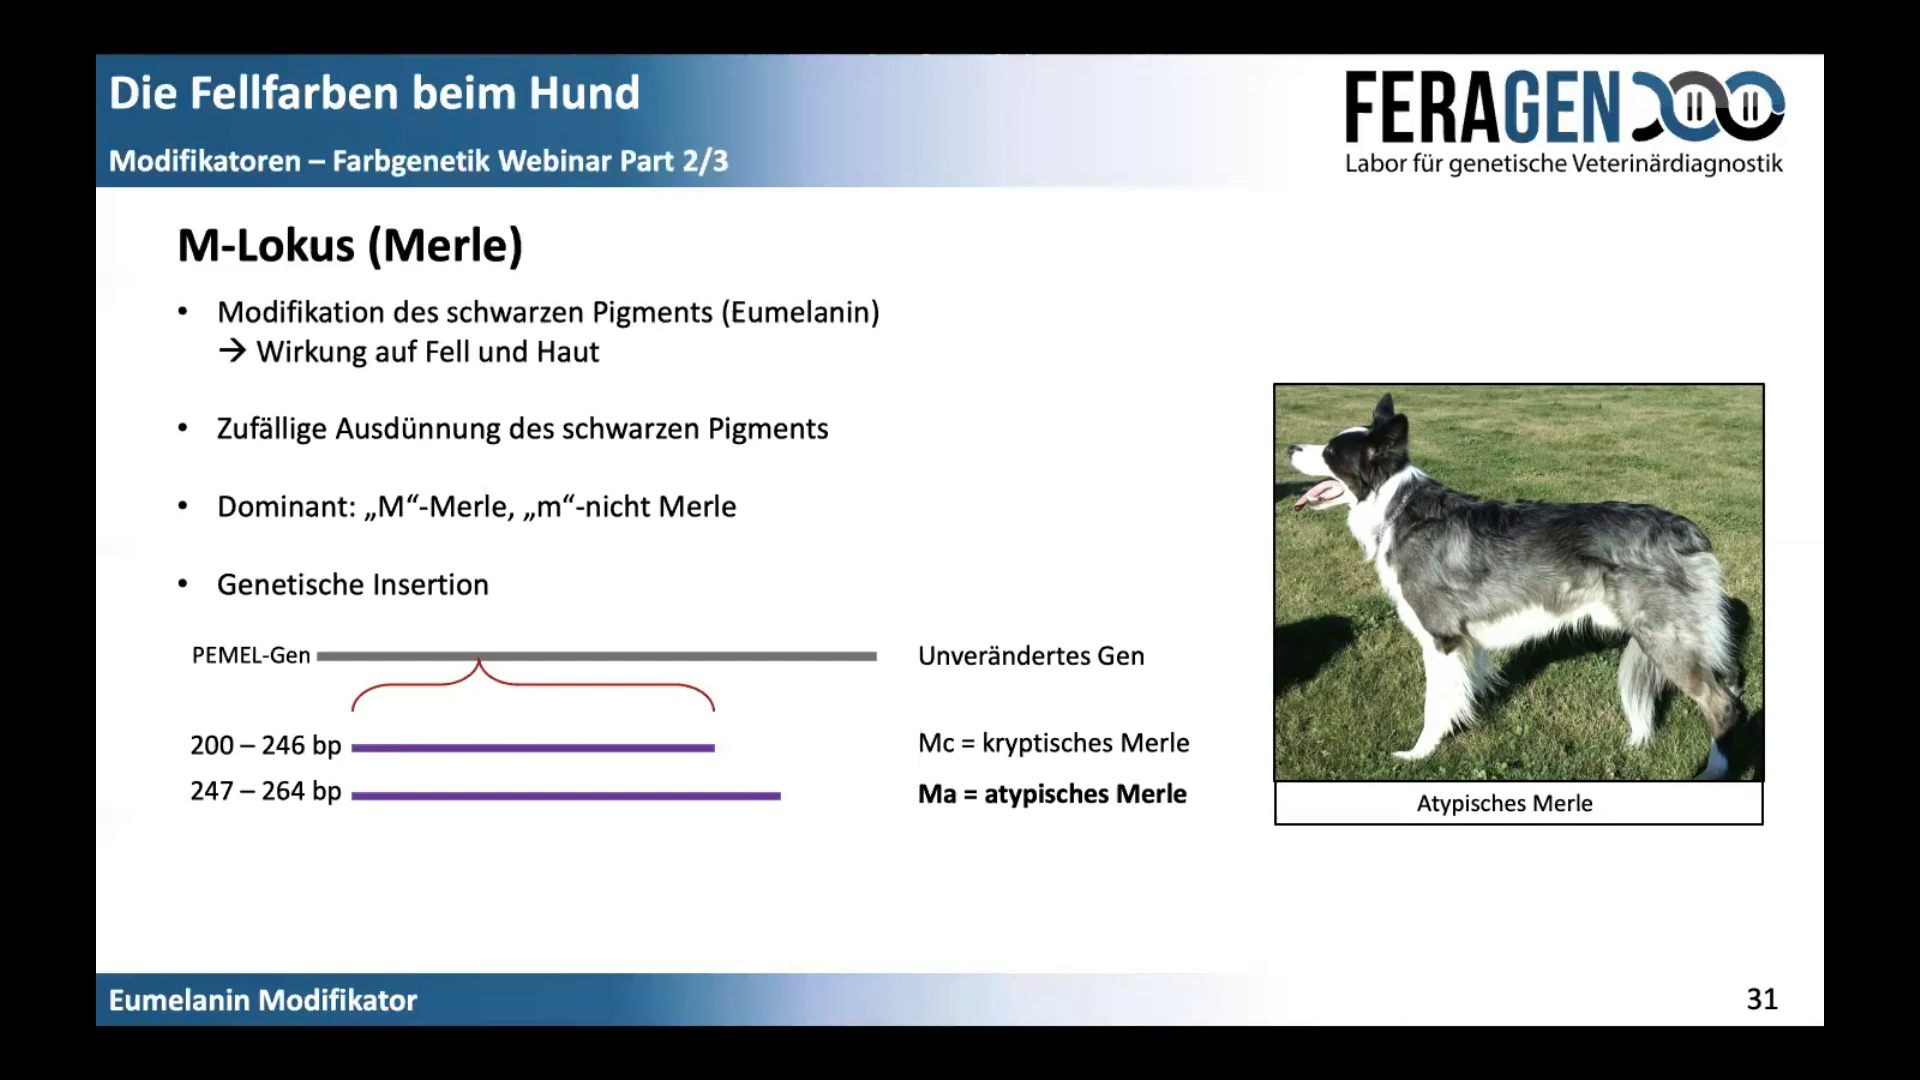 Die Fellfarben beim Hund
Modifikatoren – Farbgenetik Webinar Part 2/3
FERAGEN
Labor für genetische Veterinärdiagnostik
M-Lokus (Merle)
• Modifikation des schwarzen Pigments (Eumelanin)
→ Wirkung auf Fell und Haut
• Zufällige Ausdünnung des schwarzen Pigments
• Dominant: „M“-Merle, „m“-nicht Merle
• Genetische Insertion
PEMEL-Gen Unverändertes Gen
200 – 246 bp Mc = kryptisches Merle
247 – 264 bp Ma = atypisches Merle
Atypisches Merle
Eumelanin Modifikator
31